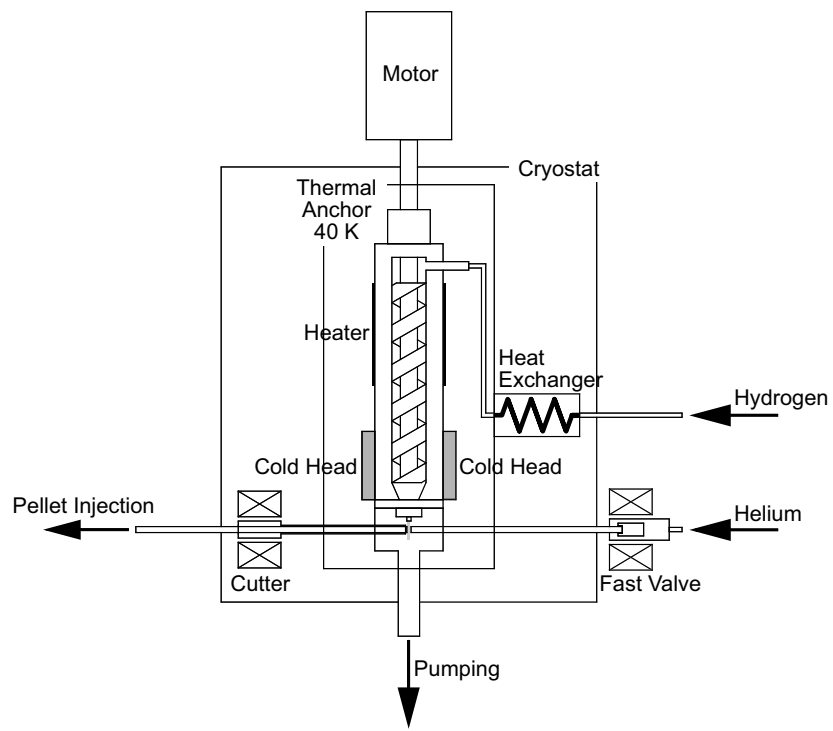 Motor
Cryostat
Thermal
Anchor
40 K
Heater
Heat
Exchanger
Hydrogen
Cold Head
Cold Head
Pellet Injection
Helium
Cutter
Fast Valve
Pumping